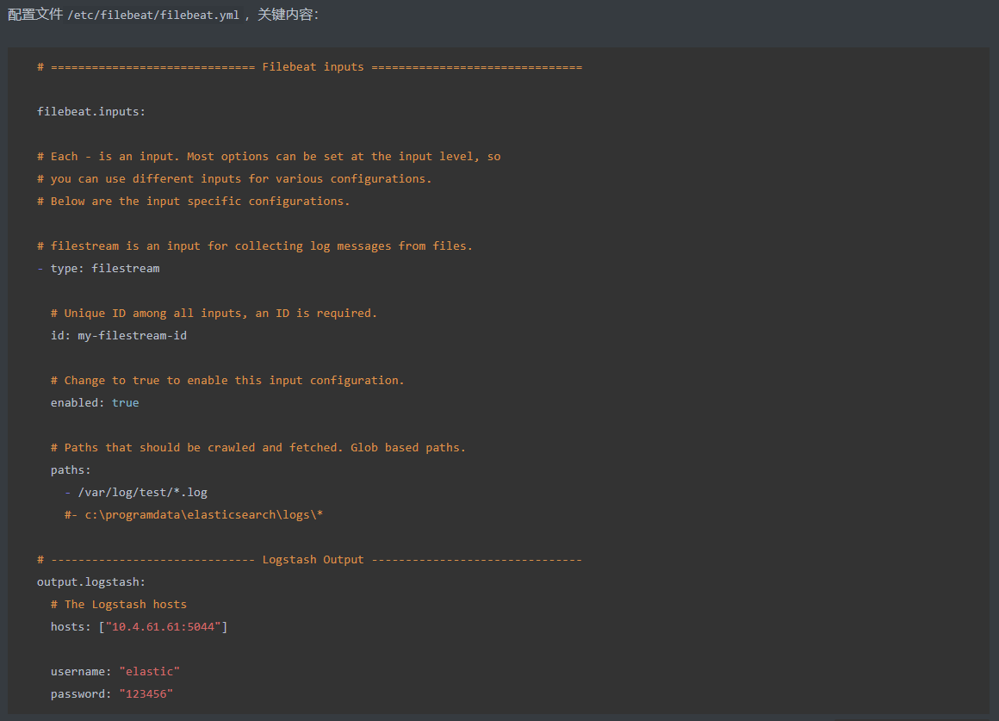 配置文件 /etc/filebeat/filebeat.yml ，关键内容：
# ============================== Filebeat inputs ===============================
filebeat.inputs:
# Each - is an input. Most options can be set at the input level, so
# you can use different inputs for various configurations.
# Below are the input specific configurations.
# filestream is an input for collecting log messages from files.
- type: filestream
# Unique ID among all inputs, an ID is required.
id: my-filestream-id
# Change to true to enable this input configuration.
enabled: true
# Paths that should be crawled and fetched. Glob based paths.
paths:
- /var/log/test/*.log
#- c:\programdata\elasticsearch\logs\*
# ------------------------------ Logstash Output -------------------------------
output.logstash:
# The Logstash hosts
hosts: ["10.4.61.61:5044"]
username: "elastic"
password: "123456"